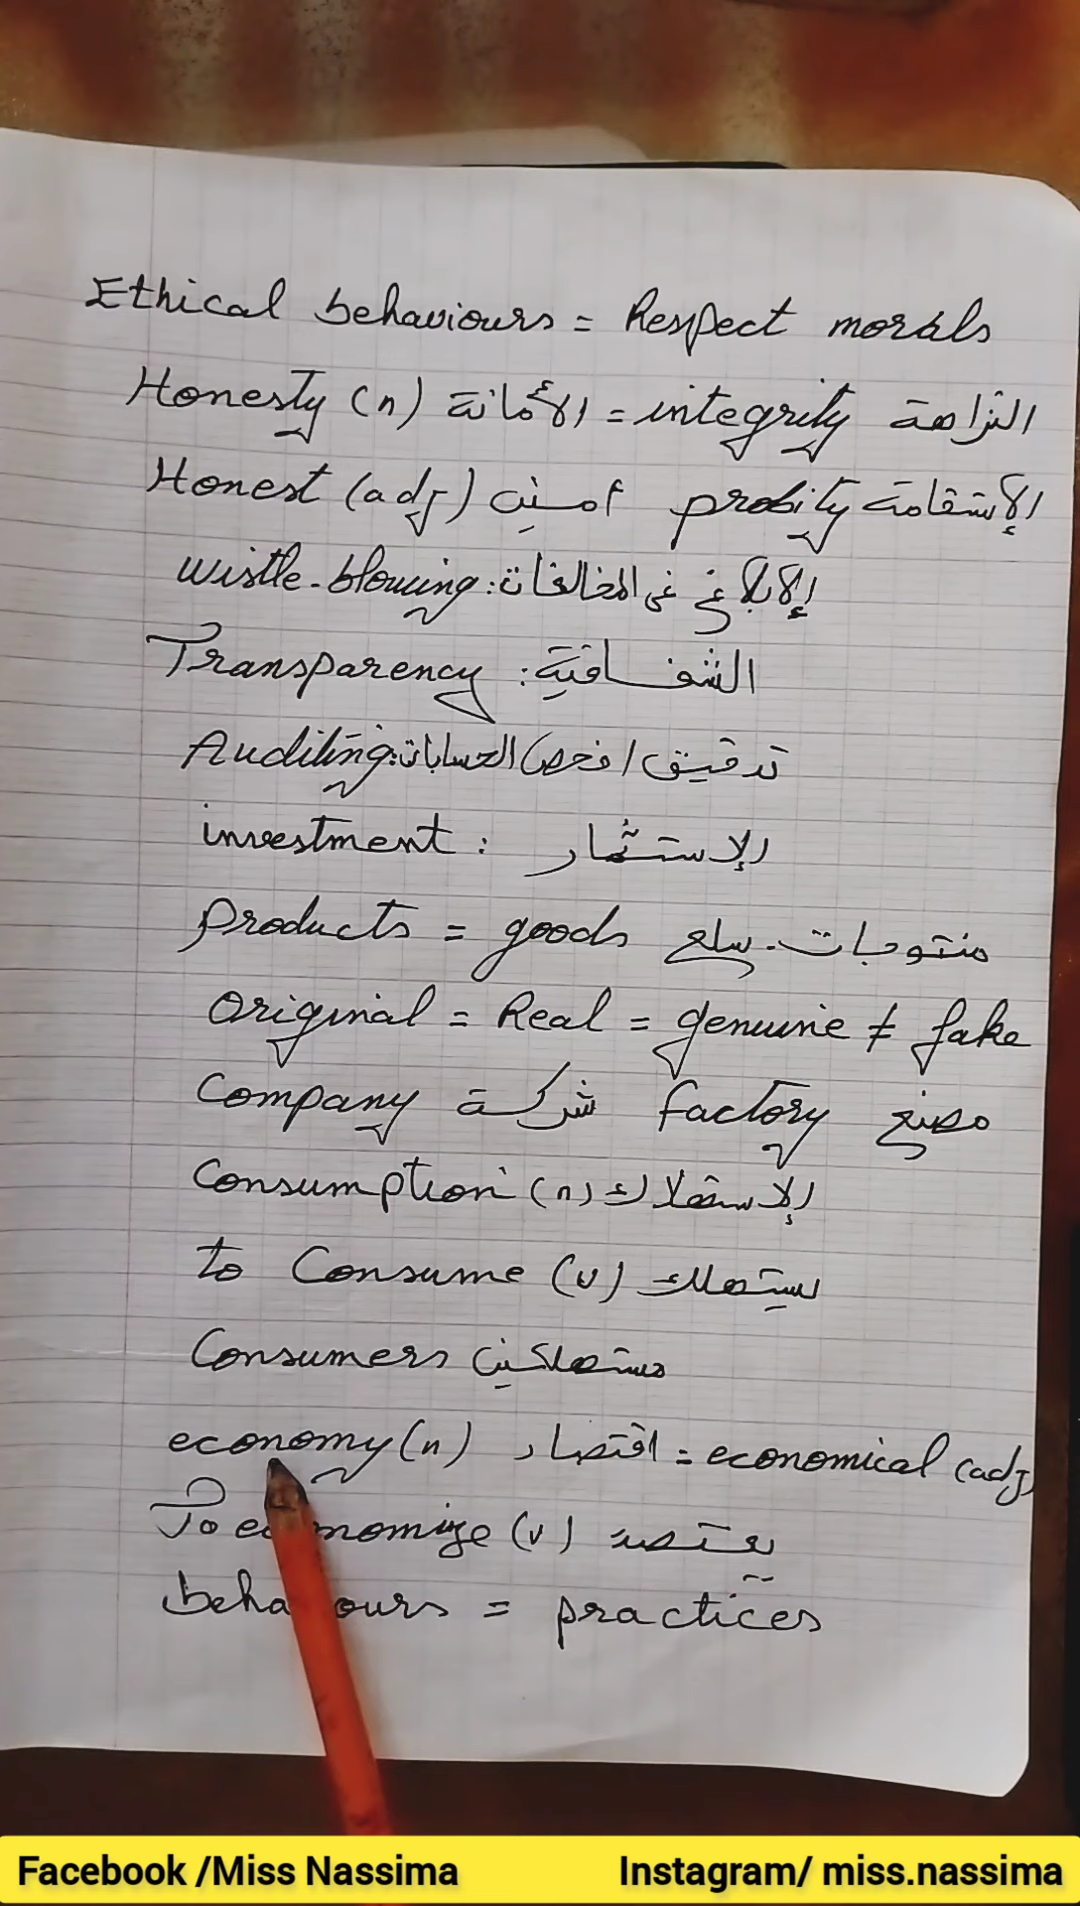 Ethical behaviours = Respect morals
Honesty (n) الأمانة = integrity النزاهة
Honest (adj) أمين probity الإستقامة
wistle-blowing: الإبلاغ عن المخالفات
Transparency: الشفافية
Auditing: تدقيق / فحص الحسابات
investment: الإستثمار
products = goods منتوجات - سلع
original = Real = genuine ≠ fake
Company شركة factory مصنع
Consumption (n) الإستهلاك
to Consume (v) يستهلك
Consumers مستهلكين
economy (n) اقتصاد = economical (adj)
To economize (v) يقتصد
behaviours = practices
Facebook /Miss Nassima Instagram/ miss.nassima